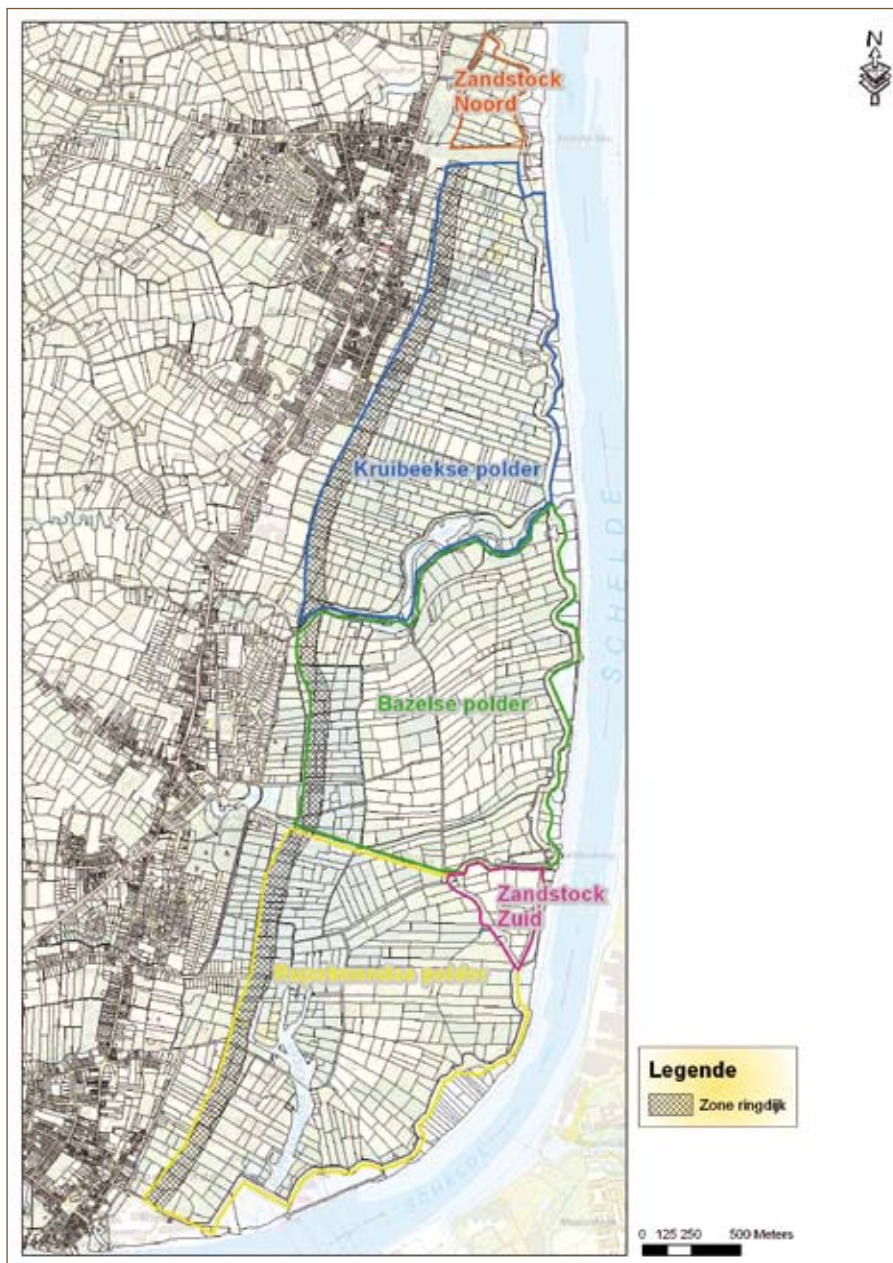 N
Zandstock
Noord
Kruibeekse polder
SCHELDE
Bazelse polder
Zandstock
Zuid
Rupelmondse polder
SCHELDE
Legende
Zone ringdijk
0 125 250 500 Meters